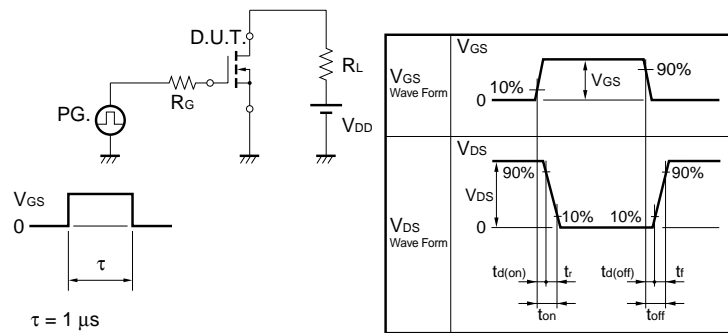 D.U.T.
RG
PG.
RL
VDD
VGS
0
τ
τ = 1 μs
VGS
Wave Form
VGS
10%
0
VGS
90%
VDS
Wave Form
VDS
90%
VDS
0
10%
10%
90%
td(on)
tr
td(off)
tf
ton
toff